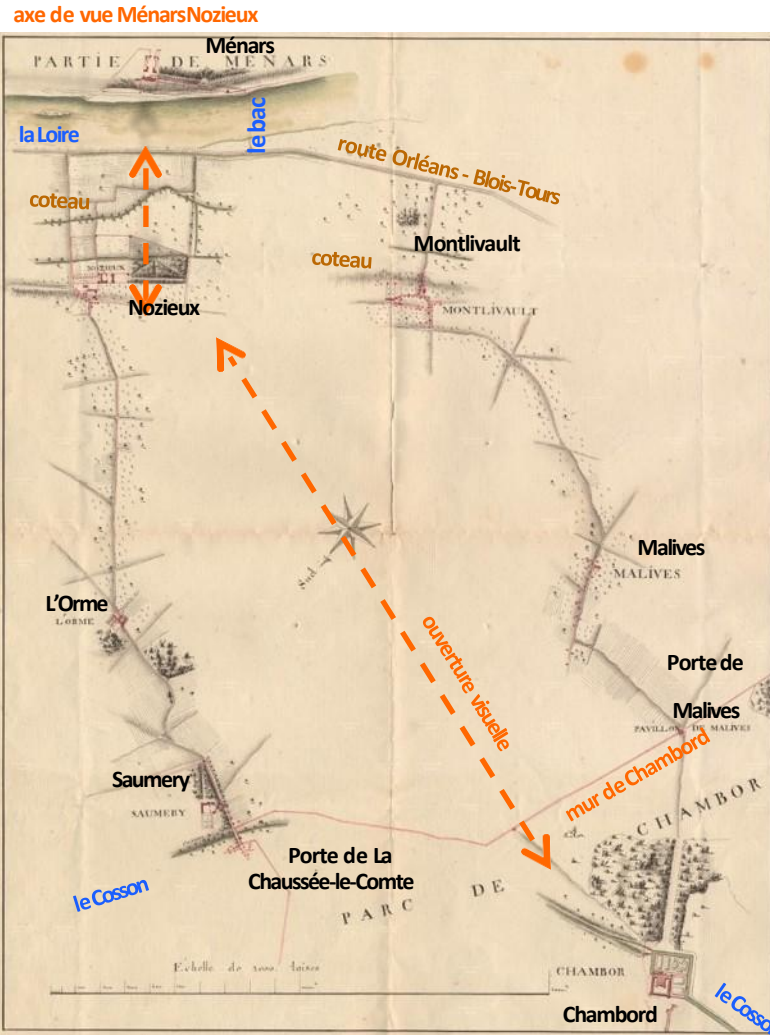 axe de vue MénarsNozieux
Ménars
PARTIE DE MENARS
la Loire
le bac
route Orléans - Blois-Tours
coteau
Montlivault
coteau
NOZIEUX
Nozieux
MONTLIVAULT
Sud
Malives
MALIVES
L'Orme
L'ORME
ouverture visuelle
Porte de
Malives
PAVILLON DE MALIVES
mur de Chambord
Saumery
SAUMERY
CHAMBOR
Porte de La
Chaussée-le-Comte
le Cosson
PARC DE
Echelle de 1000 toises
CHAMBOR
Chambord
le Cosson